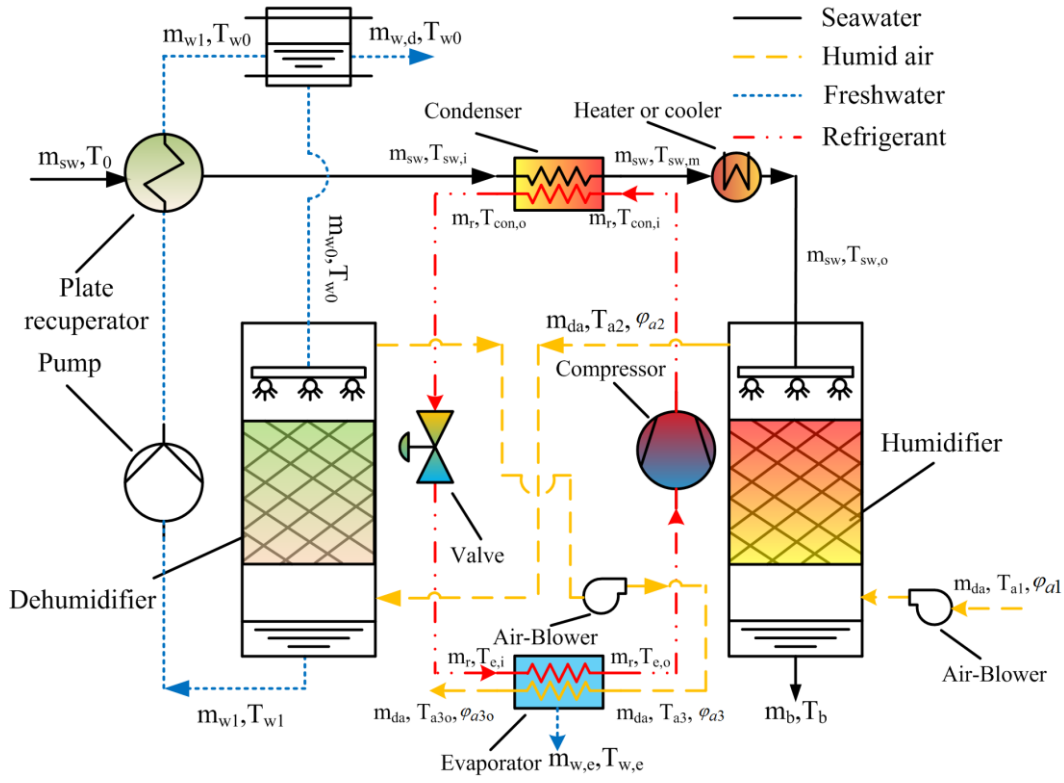 m_w1,T_w0
m_w,d,T_w0
Seawater
Humid air
Freshwater
Refrigerant
Condenser
Heater or cooler
m_sw,T_0
m_sw,T_sw,i
m_sw,T_sw,m
m_r,T_con,o
m_r,T_con,i
m_sw,T_sw,o
m_w0,T_w0
Plate
recuperator
Pump
m_da,T_a2,φ_a2
Compressor
Humidifier
Valve
Dehumidifier
Air-Blower
m_da, T_a1,φ_a1
Air-Blower
m_r,T_e,i
m_r,T_e,o
m_w1,T_w1
m_da, T_a3o,φ_a3o
m_da, T_a3,φ_a3
m_b,T_b
Evaporator
m_w,e,T_w,e